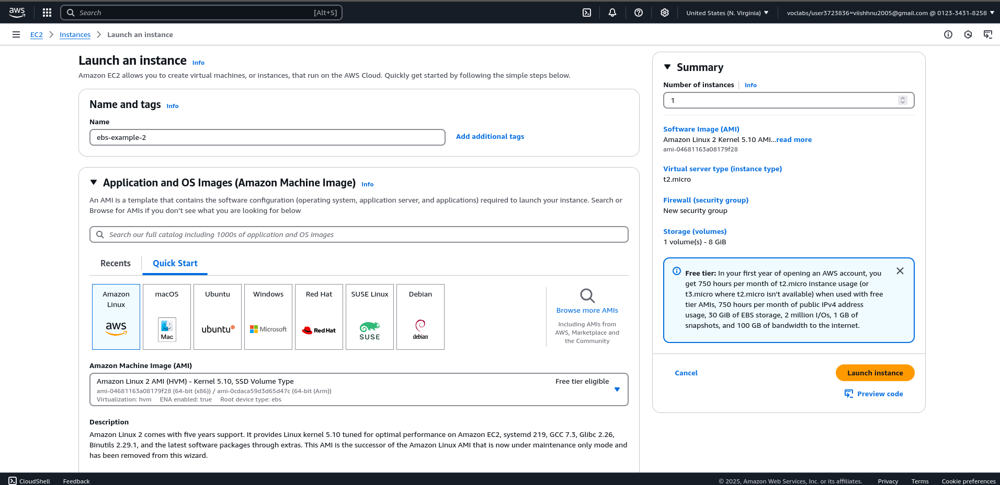 aws
Search [Alt+S]
United States (N. Virginia)
voclabs/user3723836=viishhnu2005@gmail.com @ 0123-3431-8258
EC2 Instances Launch an instance
Launch an instance Info
Amazon EC2 allows you to create virtual machines, or instances, that run on the AWS Cloud. Quickly get started by following the simple steps below.
Name and tags Info
Name
ebs-example-2
Add additional tags
Application and OS Images (Amazon Machine Image) Info
An AMI is a template that contains the software configuration (operating system, application server, and applications) required to launch your instance. Search or
Browse for AMIs if you don't see what you are looking for below
Search our full catalog including 1000s of application and OS images
Recents
Quick Start
Amazon
Linux
aws
macOS
Mac
Ubuntu
ubuntu
Windows
Microsoft
Red Hat
RedHat
SUSE Linux
SUSE
Debian
debian
Browse more AMIs
Including AMIs from
AWS, Marketplace and
the Community
Amazon Machine Image (AMI)
Amazon Linux 2 AMI (HVM) - Kernel 5.10, SSD Volume Type
Free tier eligible
ami-04681163a08179f28 (64-bit (x86)) / ami-0cdaca59d3d65d47c (64-bit (Arm))
Virtualization: hvm ENA enabled: true Root device type: ebs
Description
Amazon Linux 2 comes with five years support. It provides Linux kernel 5.10 tuned for optimal performance on Amazon EC2, systemd 219, GCC 7.3, Glibc 2.26,
Binutils 2.29.1, and the latest software packages through extras. This AMI is the successor of the Amazon Linux AMI that is now under maintenance only mode and
has been removed from this wizard.
Summary
Number of instances Info
1
Software Image (AMI)
Amazon Linux 2 Kernel 5.10 AMI...read more
ami-04681163a08179f28
Virtual server type (instance type)
t2.micro
Firewall (security group)
New security group
Storage (volumes)
1 volume(s) - 8 GiB
Free tier: In your first year of opening an AWS account, you
get 750 hours per month of t2.micro instance usage (or
t3.micro where t2.micro isn't available) when used with free
tier AMIs, 750 hours per month of public IPv4 address
usage, 30 GiB of EBS storage, 2 million I/Os, 1 GB of
snapshots, and 100 GB of bandwidth to the internet.
Cancel
Launch instance
Preview code
CloudShell Feedback
© 2025, Amazon Web Services, Inc. or its affiliates. Privacy Terms Cookie preferences